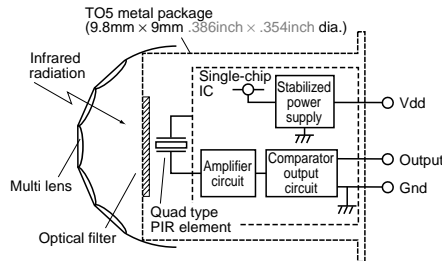 TO5 metal package
(9.8mm × 9mm .386inch × .354inch dia.)
Infrared
radiation
Single-chip
IC
Stabilized
power
supply
Vdd
Amplifier
circuit
Comparator
output
circuit
Output
Gnd
Multi lens
Quad type
PIR element
Optical filter